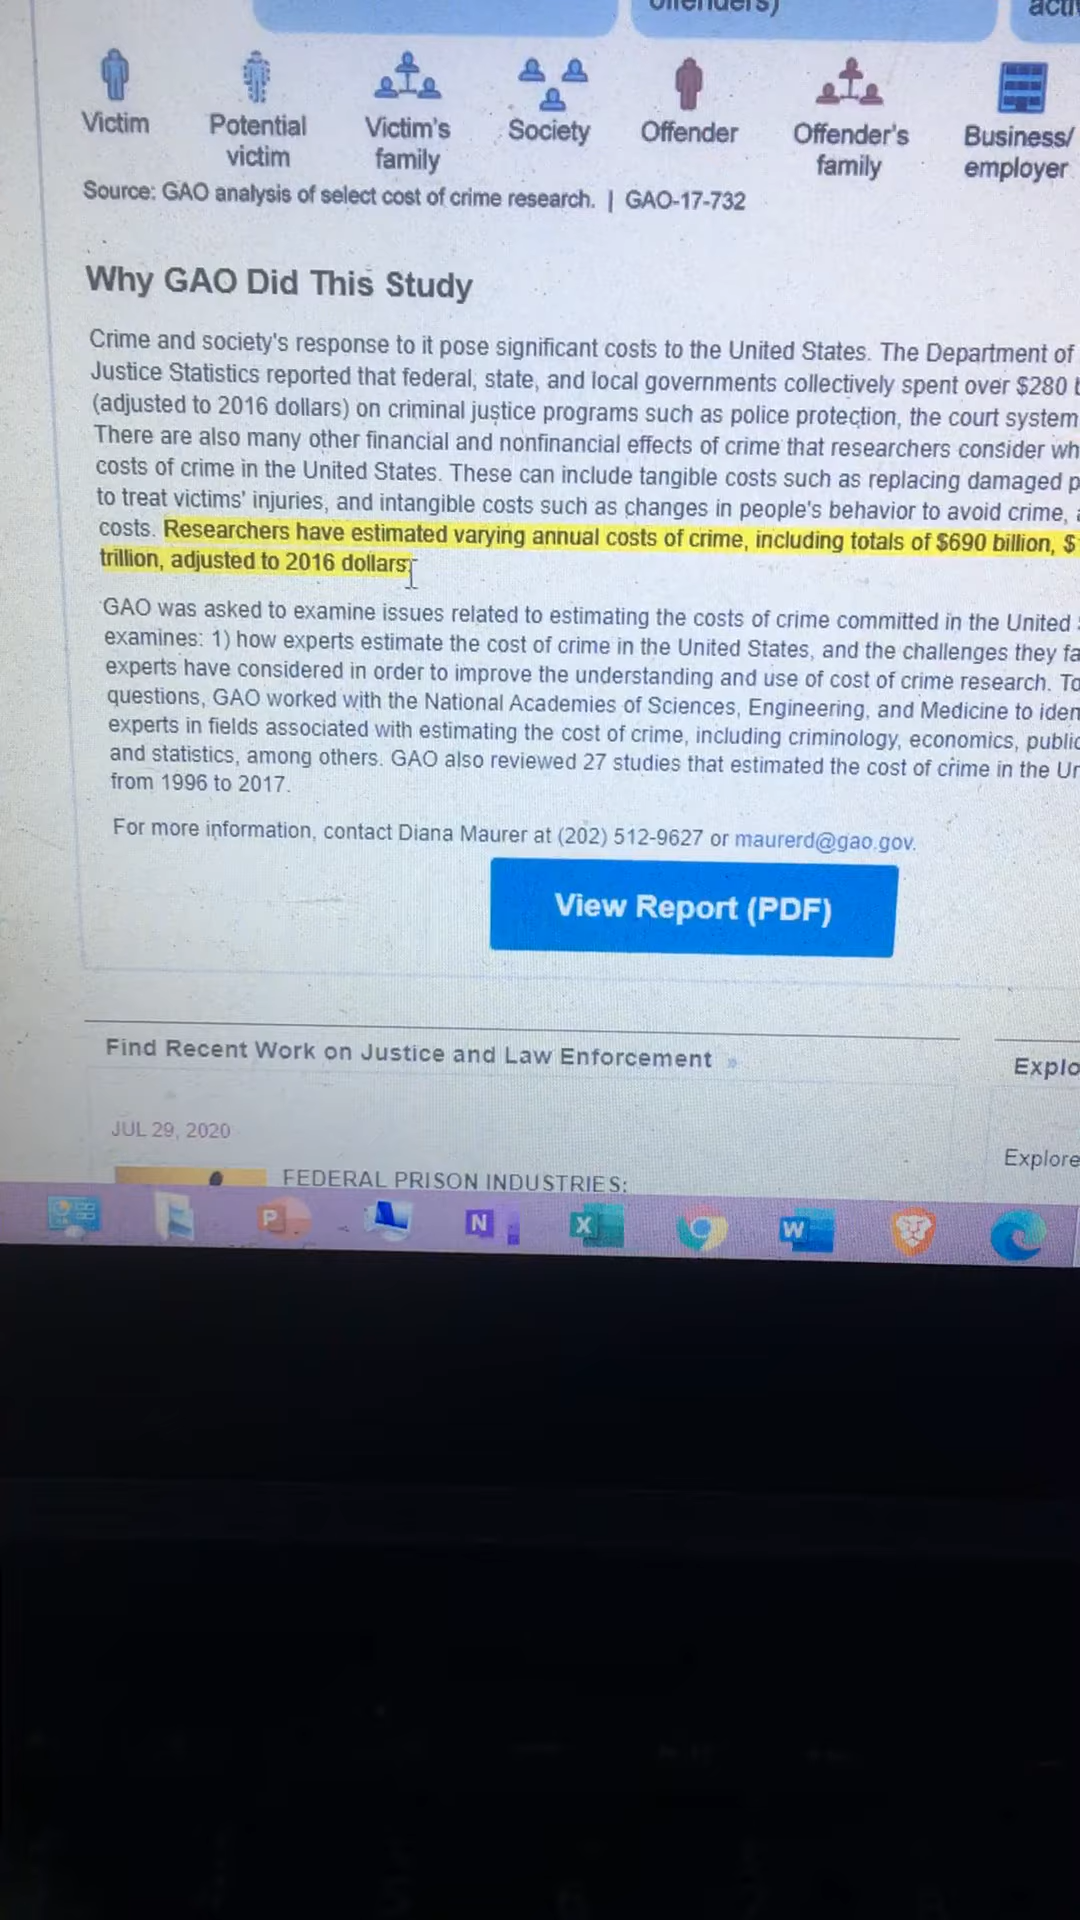 offenders)
Victim
Potential
victim
Victim's
family
Society
Offender
Offender's
family
Business/
employer
Source: GAO analysis of select cost of crime research. | GAO-17-732
Why GAO Did This Study
Crime and society's response to it pose significant costs to the United States. The Department of
Justice Statistics reported that federal, state, and local governments collectively spent over $280
(adjusted to 2016 dollars) on criminal justice programs such as police protection, the court system
There are also many other financial and nonfinancial effects of crime that researchers consider wh
costs of crime in the United States. These can include tangible costs such as replacing damaged p
to treat victims' injuries, and intangible costs such as changes in people's behavior to avoid crime,
costs. Researchers have estimated varying annual costs of crime, including totals of $690 billion, $
trillion, adjusted to 2016 dollars.
GAO was asked to examine issues related to estimating the costs of crime committed in the United
examines: 1) how experts estimate the cost of crime in the United States, and the challenges they fa
experts have considered in order to improve the understanding and use of cost of crime research. To
questions, GAO worked with the National Academies of Sciences, Engineering, and Medicine to iden
experts in fields associated with estimating the cost of crime, including criminology, economics, public
and statistics, among others. GAO also reviewed 27 studies that estimated the cost of crime in the Un
from 1996 to 2017.
For more information, contact Diana Maurer at (202) 512-9627 or maurerd@gao.gov.
View Report (PDF)
Find Recent Work on Justice and Law Enforcement »
Explo
JUL 29, 2020
Explore
FEDERAL PRISON INDUSTRIES:
P
N
X
W